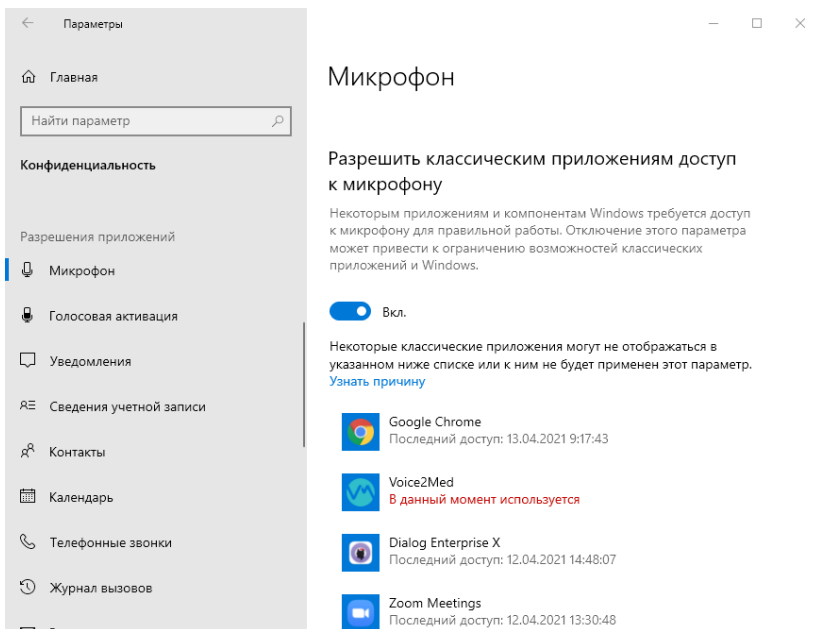 Параметры
Главная
Найти параметр
Конфиденциальность
Разрешения приложений
Микрофон
Голосовая активация
Уведомления
Сведения учетной записи
Контакты
Календарь
Телефонные звонки
Журнал вызовов
Микрофон
Разрешить классическим приложениям доступ
к микрофону
Некоторым приложениям и компонентам Windows требуется доступ
к микрофону для правильной работы. Отключение этого параметра
может привести к ограничению возможностей классических
приложений и Windows.
Вкл.
Некоторые классические приложения могут не отображаться в
указанном ниже списке или к ним не будет применен этот параметр.
Узнать причину
Google Chrome
Последний доступ: 13.04.2021 9:17:43
Voice2Med
В данный момент используется
Dialog Enterprise X
Последний доступ: 12.04.2021 14:48:07
Zoom Meetings
Последний доступ: 12.04.2021 13:30:48